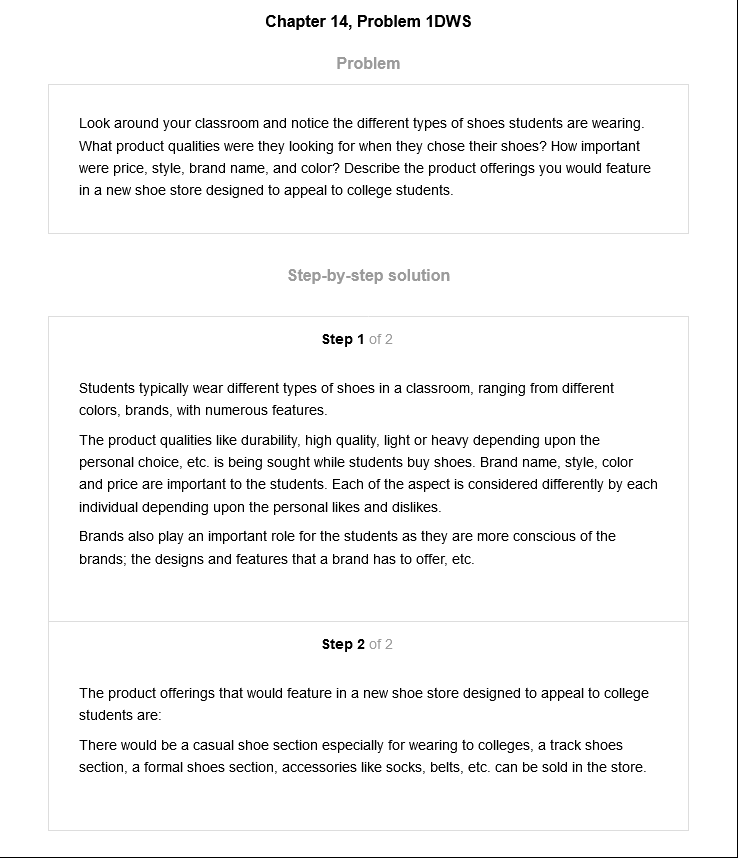 Chapter 14, Problem 1DWS
Problem
Look around your classroom and notice the different types of shoes students are wearing.
What product qualities were they looking for when they chose their shoes? How important
were price, style, brand name, and color? Describe the product offerings you would feature
in a new shoe store designed to appeal to college students.
Step-by-step solution
Step 1 of 2
Students typically wear different types of shoes in a classroom, ranging from different
colors, brands, with numerous features.
The product qualities like durability, high quality, light or heavy depending upon the
personal choice, etc. is being sought while students buy shoes. Brand name, style, color
and price are important to the students. Each of the aspect is considered differently by each
individual depending upon the personal likes and dislikes.
Brands also play an important role for the students as they are more conscious of the
brands; the designs and features that a brand has to offer, etc.
Step 2 of 2
The product offerings that would feature in a new shoe store designed to appeal to college
students are:
There would be a casual shoe section especially for wearing to colleges, a track shoes
section, a formal shoes section, accessories like socks, belts, etc. can be sold in the store.